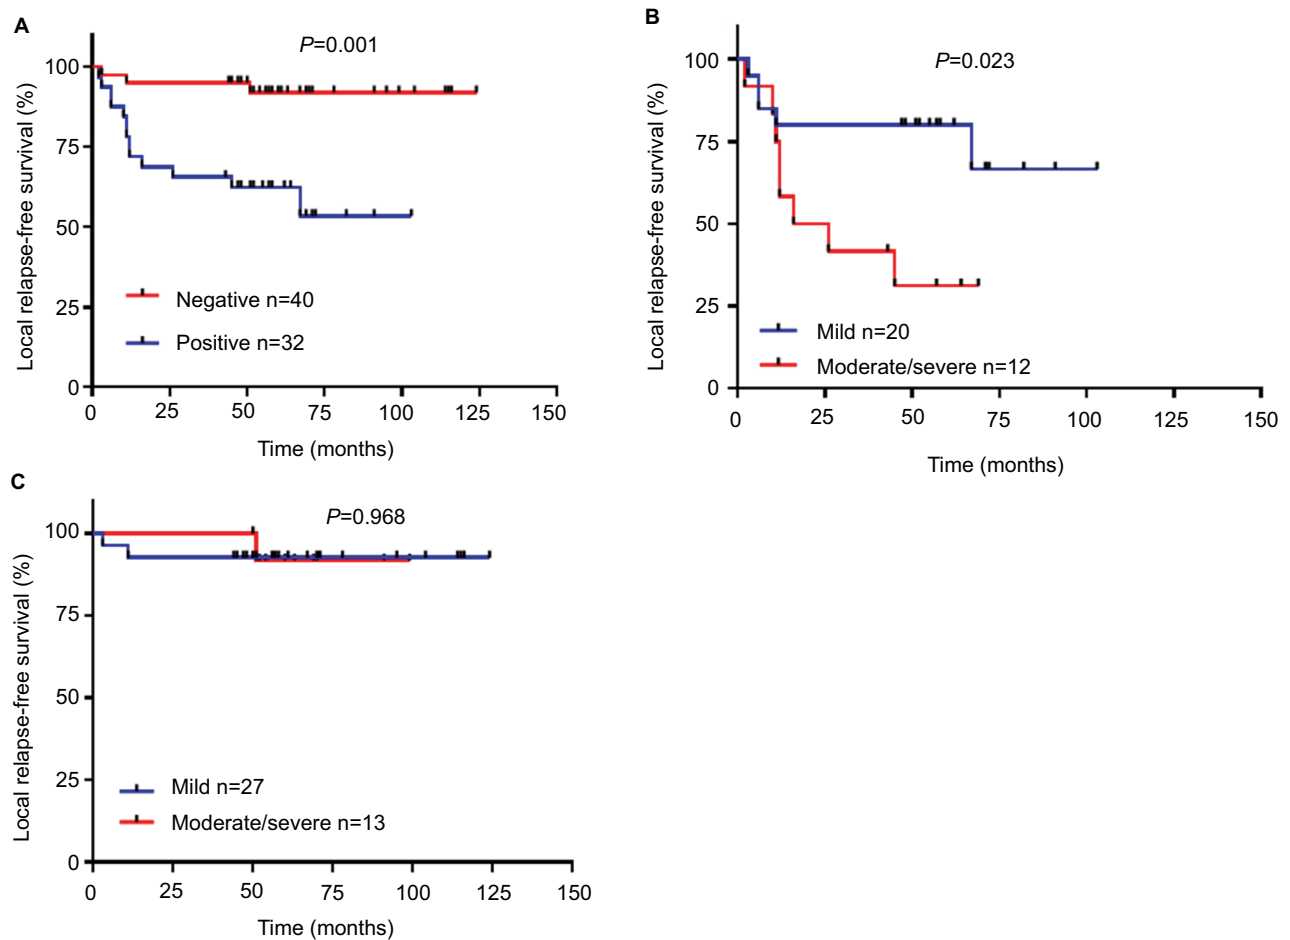 A
P=0.001
Local relapse-free survival (%)
100
75
50
25
0
Negative n=40
Positive n=32
0 25 50 75 100 125 150
Time (months)
B
P=0.023
Local relapse-free survival (%)
100
75
50
25
0
Mild n=20
Moderate/severe n=12
0 25 50 75 100 125 150
Time (months)
C
P=0.968
Local relapse-free survival (%)
100
75
50
25
0
Mild n=27
Moderate/severe n=13
0 25 50 75 100 125 150
Time (months)